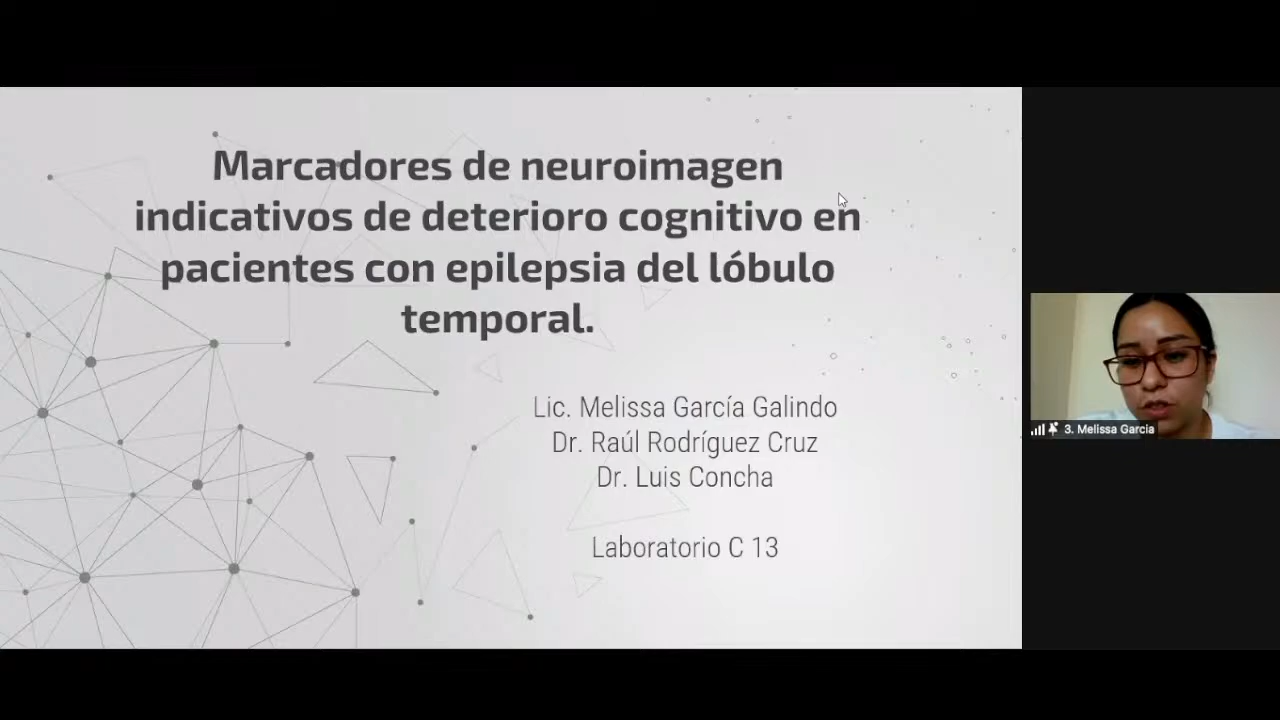 Marcadores de neuroimagen
indicativos de deterioro cognitivo en
pacientes con epilepsia del lóbulo
temporal.
Lic. Melissa García Galindo
Dr. Raúl Rodríguez Cruz
Dr. Luis Concha
Laboratorio C 13
3. Melissa Garcia